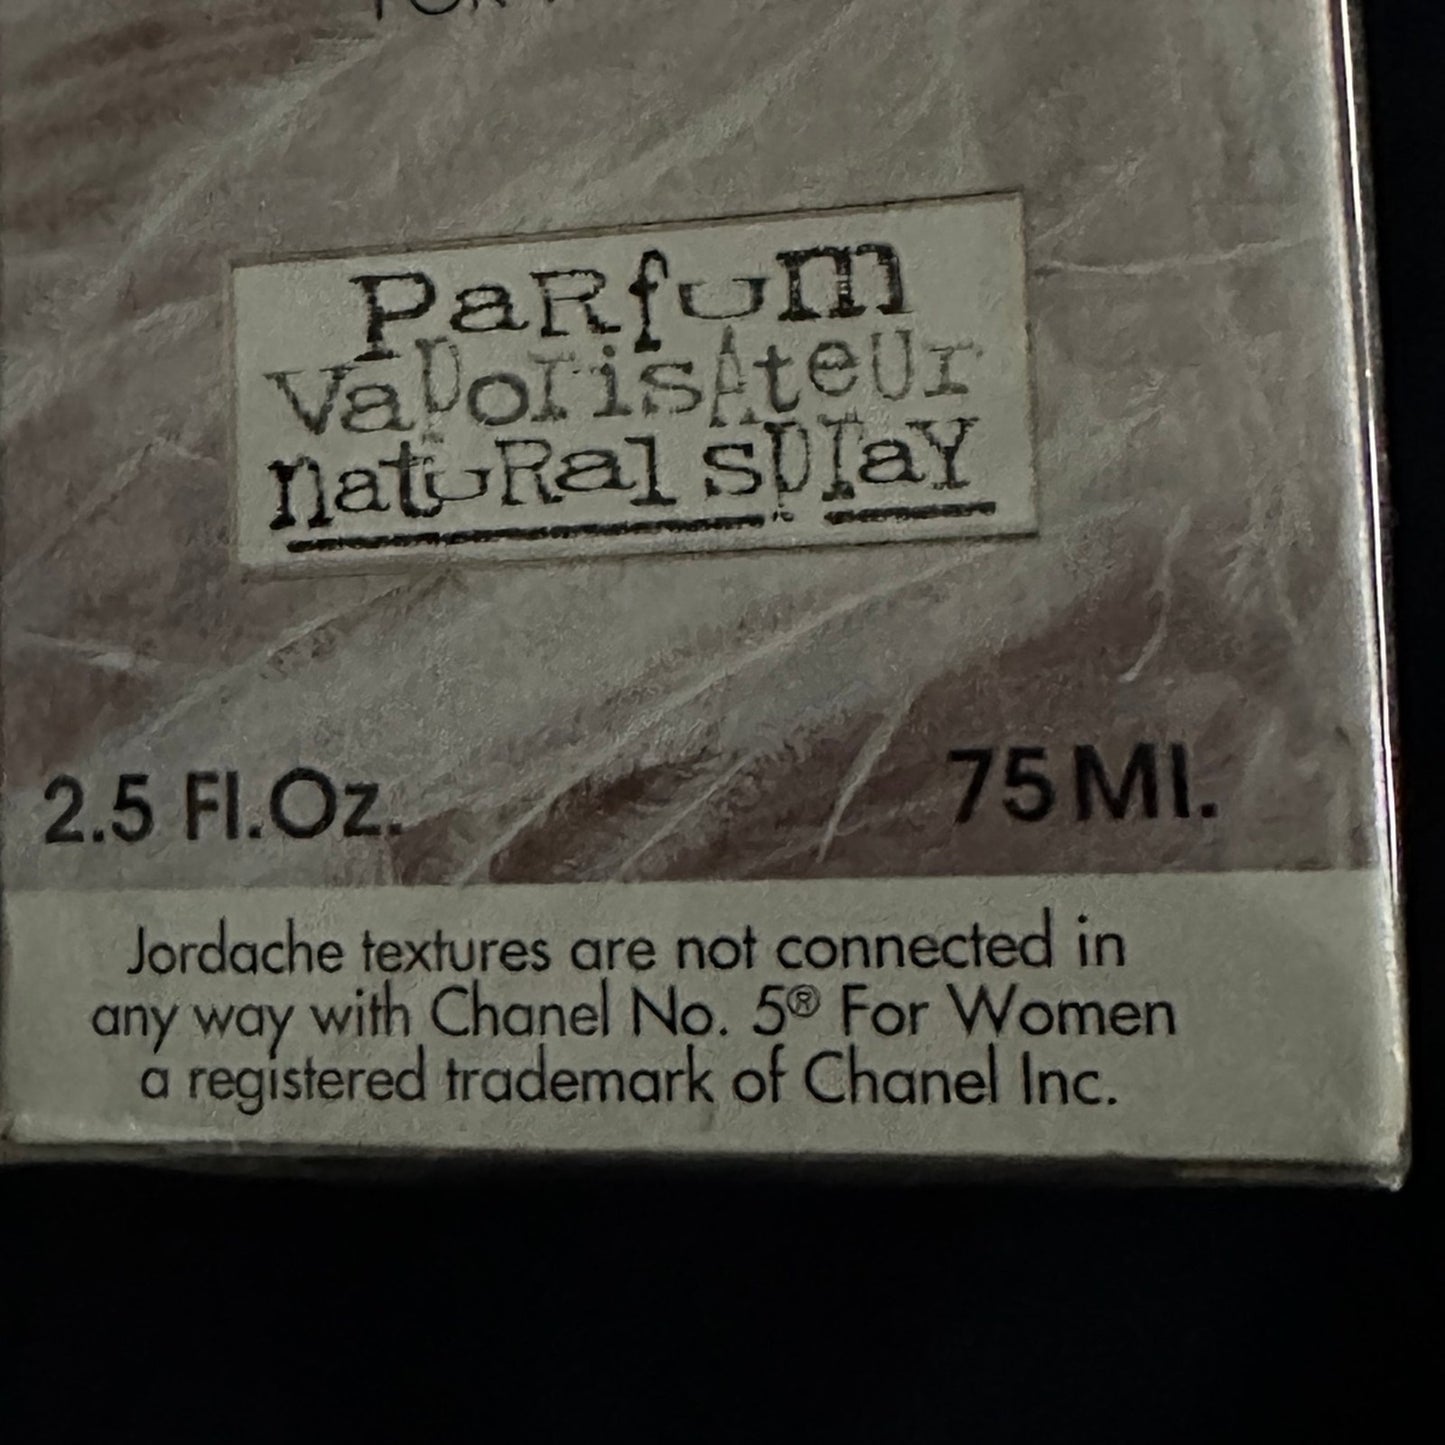 ParfUm
VaporisAteUr
natURal spray
2.5 Fl.Oz.
75 Ml.
Jordache textures are not connected in
any way with Chanel No. 5® For Women
a registered trademark of Chanel Inc.